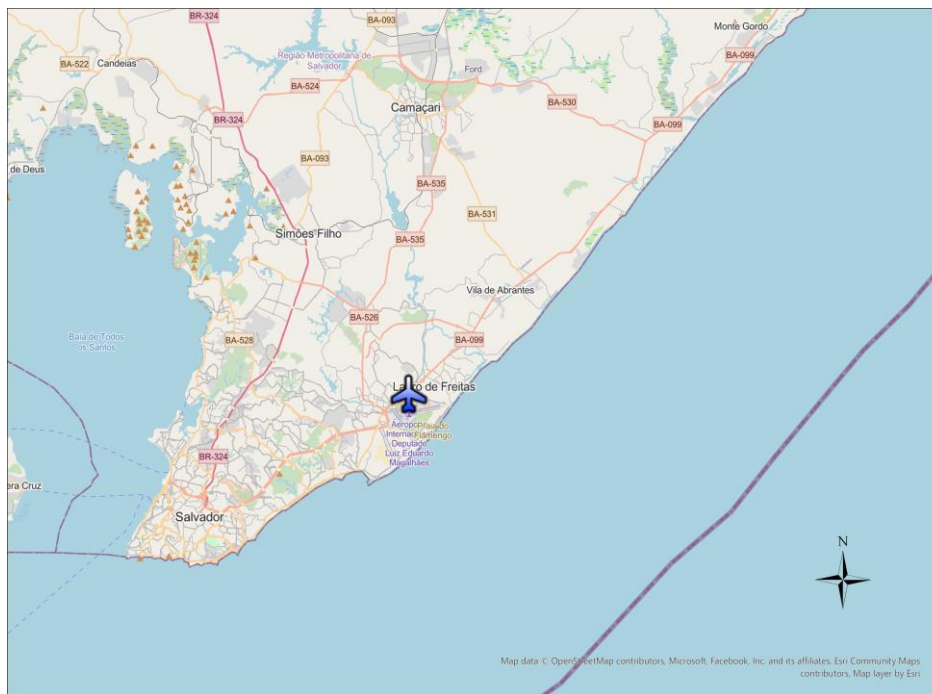 BR-324
BA-093
Monte Gordo
BA-099
BA-522
Candeias
Região Metropolitana de
Salvador
Ford
BA-524
Camaçari
BA-530
BR-324
BA-099
BA-093
de Deus
BA-535
BA-531
Simões Filho
BA-535
Vila de Abrantes
BA-526
Baía de Todos
os Santos
BA-528
BA-099
de Freitas
Praia do
Flamengo
Deputado
Luiz Eduardo
Magalhães
BR-324
era Cruz
Salvador
N
Map data © OpenStreetMap contributors, Microsoft, Facebook, Inc. and its affiliates, Esri Community Maps
contributors, Map layer by Esri